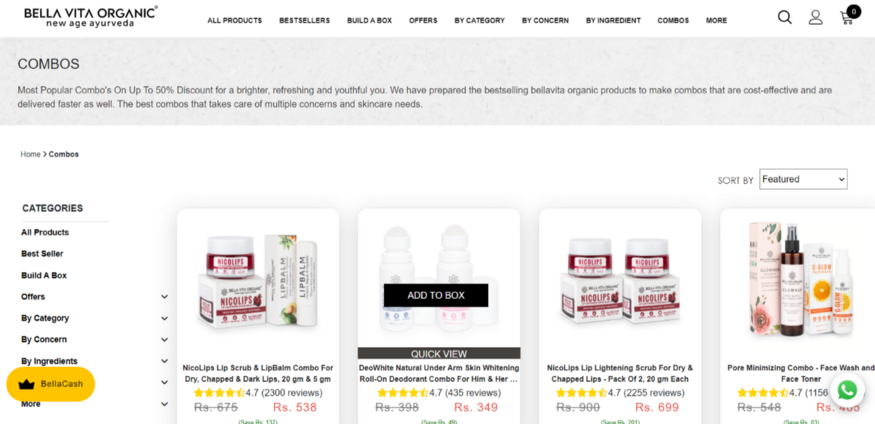 BELLA VITA ORGANIC®
new age ayurveda
ALL PRODUCTS BESTSELLERS BUILD A BOX OFFERS BY CATEGORY BY CONCERN BY INGREDIENT COMBOS MORE
0
COMBOS
Most Popular Combo's On Up To 50% Discount for a brighter, refreshing and youthful you. We have prepared the bestselling bellavita organic products to make combos that are cost-effective and are
delivered faster as well. The best combos that takes care of multiple concerns and skincare needs.
Home > Combos
SORT BY Featured
CATEGORIES
All Products
Best Seller
Build A Box
Offers
By Category
By Concern
By Ingredients
BellaCash
More
NICOLIPS
NICOLIPS
LIPBALM
LIPBALM
NicoLips Lip Scrub & LipBalm Combo For
Dry, Chapped & Dark Lips, 20 gm & 5 gm
4.7 (2300 reviews)
Rs. 675 Rs. 538
(Save Rs. 137)
ADD TO BOX
QUICK VIEW
DeoWhite Natural Under Arm Skin Whitening
Roll-On Deodorant Combo For Him & Her ...
4.7 (435 reviews)
Rs. 398 Rs. 349
(Save Rs. 49)
NICOLIPS
NICOLIPS
NICOLIPS
NICOLIPS
NicoLips Lip Lightening Scrub For Dry &
Chapped Lips - Pack Of 2, 20 gm Each
4.7 (2255 reviews)
Rs. 900 Rs. 699
(Save Rs. 201)
GLOWASH
C-GLOW
C-GLOW
Pore Minimizing Combo - Face Wash and
Face Toner
4.7 (1156
Rs. 548 Rs. 465
(Save Rs. 83)